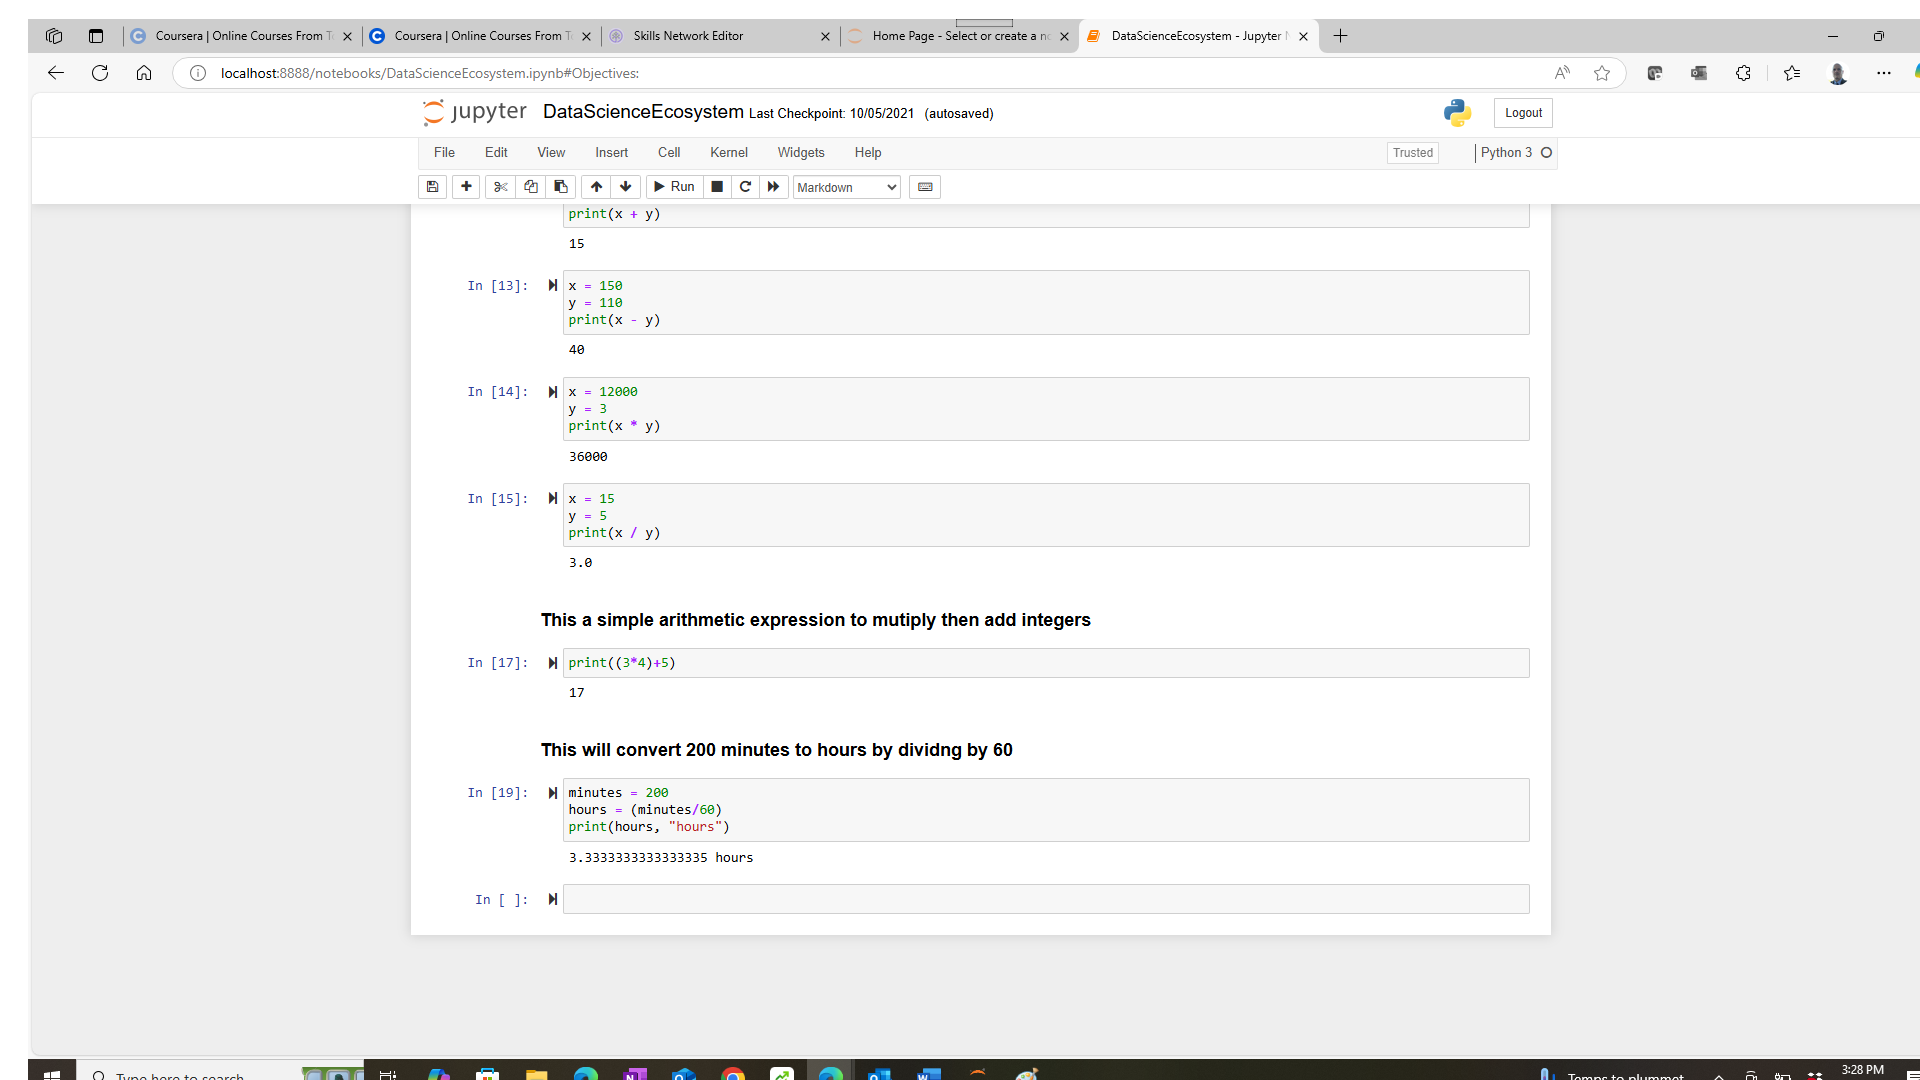 Coursera | Online Courses From T
Coursera | Online Courses From T
Skills Network Editor
Home Page - Select or create a no
DataScienceEcosystem - Jupyter N
localhost:8888/notebooks/DataScienceEcosystem.ipynb#Objectives:
jupyter DataScienceEcosystem Last Checkpoint: 10/05/2021 (autosaved)
Logout
File Edit View Insert Cell Kernel Widgets Help
Trusted
Python 3
Run
Markdown
print(x + y)
15
In [13]:
x = 150
y = 110
print(x - y)
40
In [14]:
x = 12000
y = 3
print(x * y)
36000
In [15]:
x = 15
y = 5
print(x / y)
3.0
This a simple arithmetic expression to mutiply then add integers
In [17]:
print((3*4)+5)
17
This will convert 200 minutes to hours by dividng by 60
In [19]:
minutes = 200
hours = (minutes/60)
print(hours, "hours")
3.3333333333333335 hours
In [ ]:
Type here to search
Temps to plummet
3:28 PM